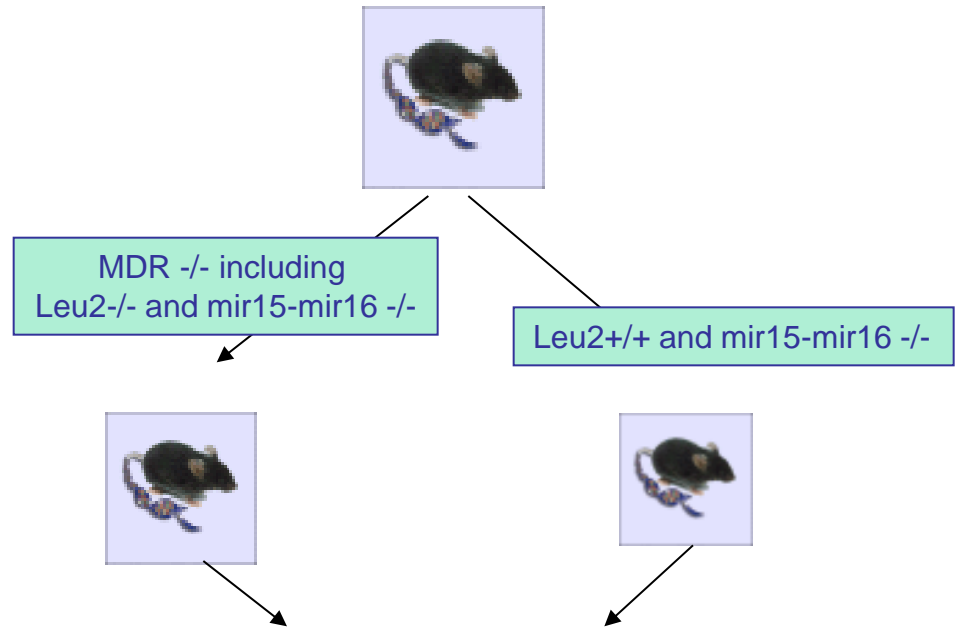 MDR -/- including
Leu2-/- and mir15-mir16 -/-
Leu2+/+ and mir15-mir16 -/-